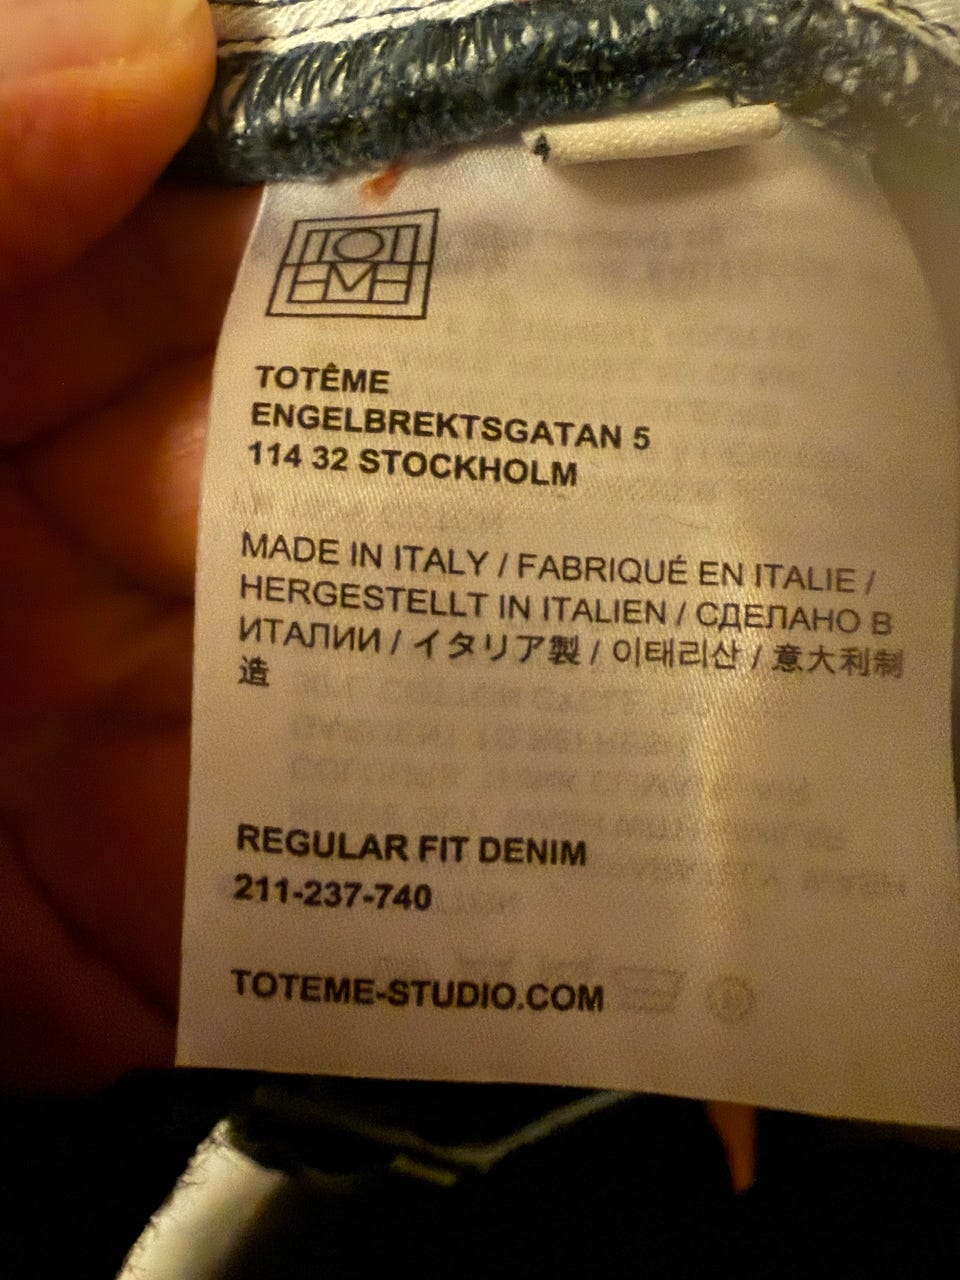 TOTEME
TOTÊME
ENGELBREKTSGATAN 5
114 32 STOCKHOLM
MADE IN ITALY / FABRIQUÉ EN ITALIE /
HERGESTELLT IN ITALIEN / СДЕЛАНО В
ИТАЛИИ / イタリア製 / 이태리산 / 意大利制
造
REGULAR FIT DENIM
211-237-740
TOTEME-STUDIO.COM